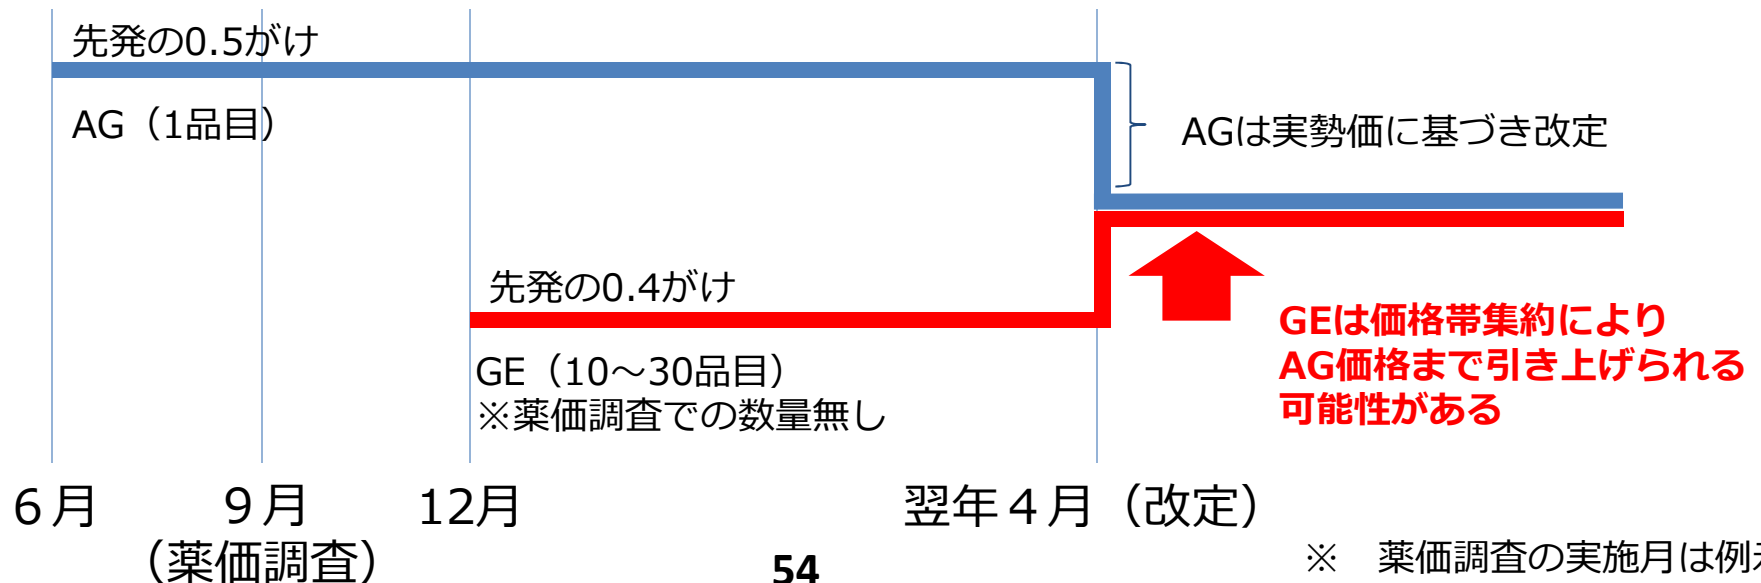 先発の0.5がけ
AG（1品目）
AGは実勢価に基づき改定
先発の0.4がけ
GE（10～30品目）
※薬価調査での数量無し
GEは価格帯集約により
AG価格まで引き上げられる
可能性がある
６月
９月
（薬価調査）
12月
翌年４月（改定）
54
※　薬価調査の実施月は例